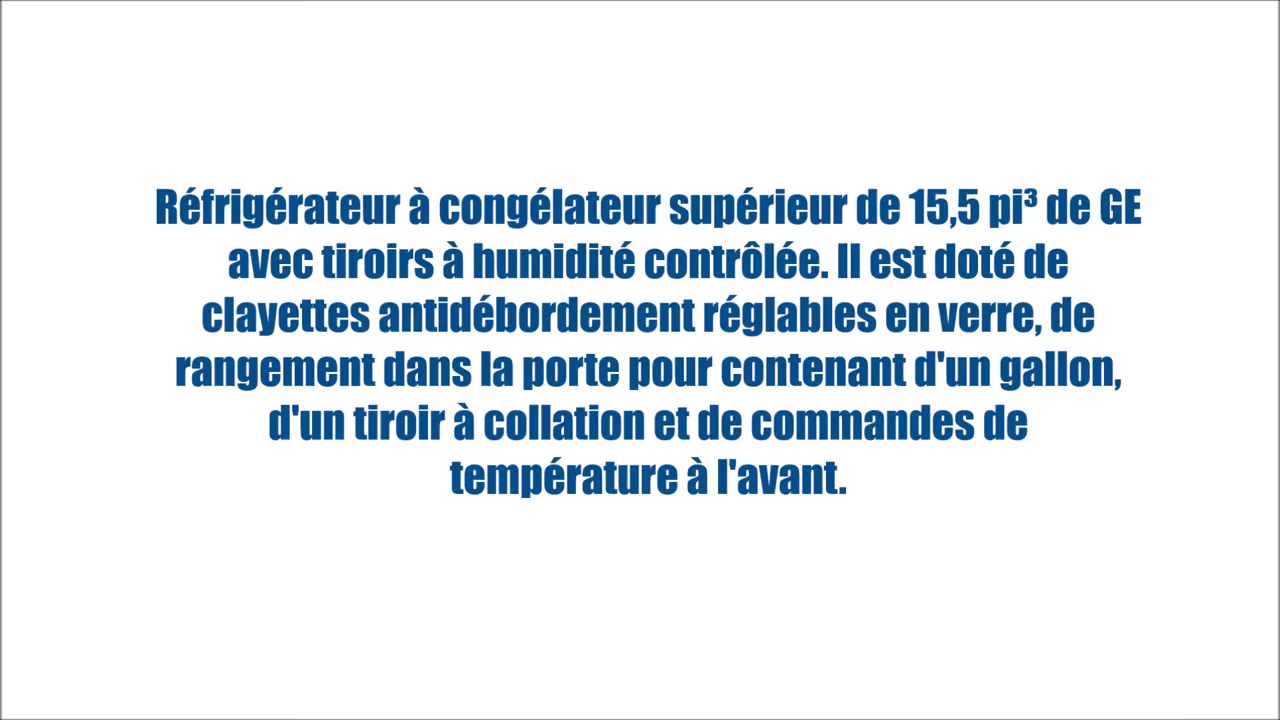 Réfrigérateur à congélateur supérieur de 15,5 pi³ de GE
avec tiroirs à humidité contrôlée. Il est doté de
clayettes antidébordement réglables en verre, de
rangement dans la porte pour contenant d'un gallon,
d'un tiroir à collation et de commandes de
température à l'avant.